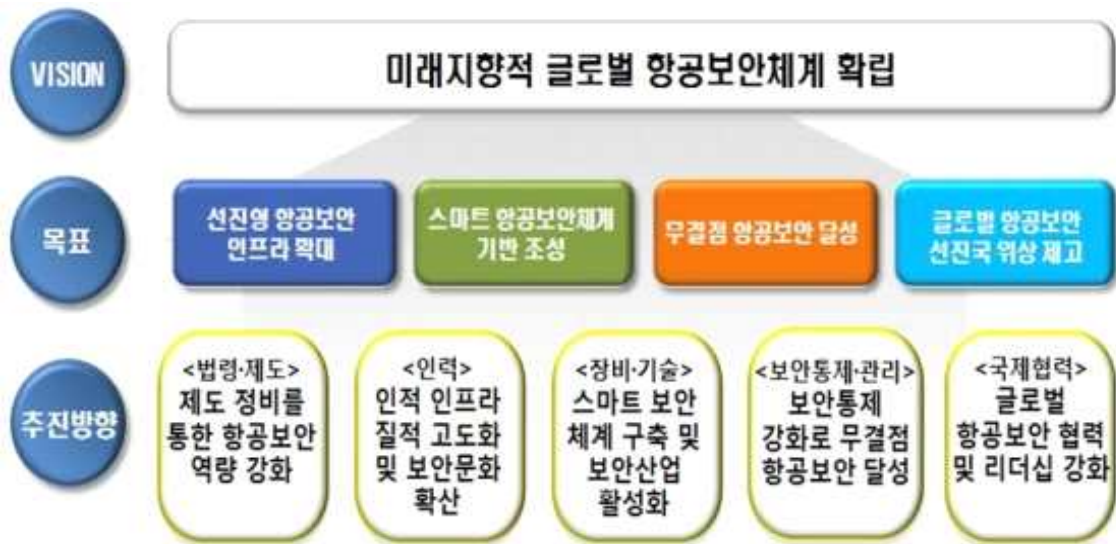 VISION
미래지향적 글로벌 항공보안체계 확립
목표
선진형 항공보안
인프라 확대
스마트 항공보안체계
기반 조성
무결점 항공보안 달성
글로벌 항공보안
선진국 위상 제고
추진방향
<법령·제도>
제도 정비를
통한 항공보안
역량 강화
<인력>
인적 인프라
질적 고도화
및 보안문화
확산
<장비·기술>
스마트 보안
체계 구축 및
보안산업
활성화
<보안통제·관리>
보안통제
강화로 무결점
항공보안 달성
<국제협력>
글로벌
항공보안 협력
및 리더십 강화